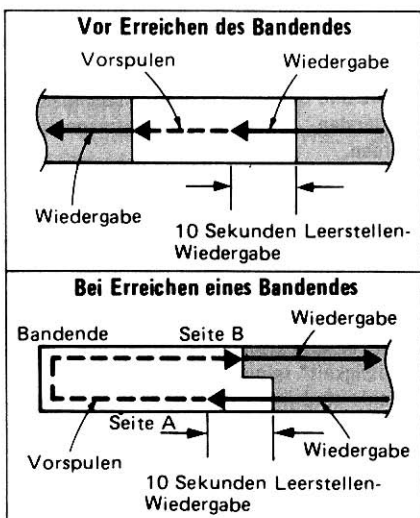 Vor Erreichen des Bandendes
Vorspulen
Wiedergabe
Wiedergabe
10 Sekunden Leerstellen-
Wiedergabe
Bei Erreichen eines Bandendes
Bandende
Seite B
Wiedergabe
Seite A
Vorspulen
Wiedergabe
10 Sekunden Leerstellen-
Wiedergabe